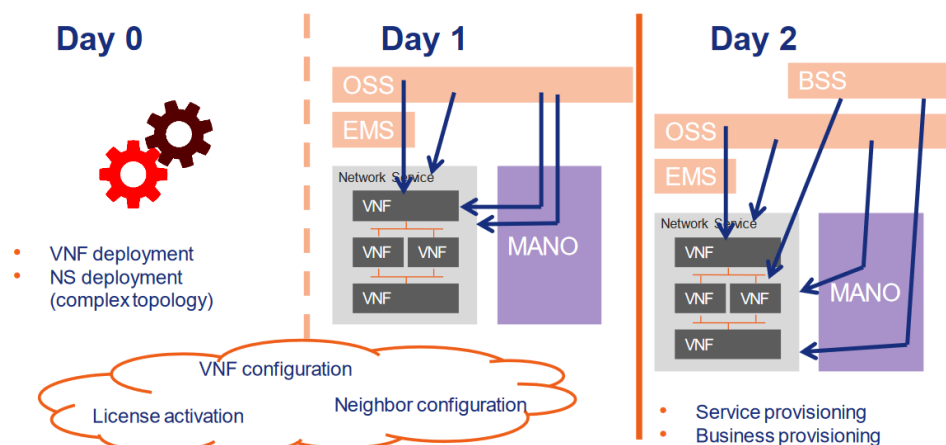 Day 0
VNF deployment
NS deployment
(complex topology)
Day 1
OSS
EMS
Network Service
VNF
VNF VNF
VNF
MANO
VNF configuration
License activation
Neighbor configuration
Day 2
BSS
OSS
EMS
Network Service
VNF
VNF VNF
VNF
MANO
Service provisioning
Business provisioning